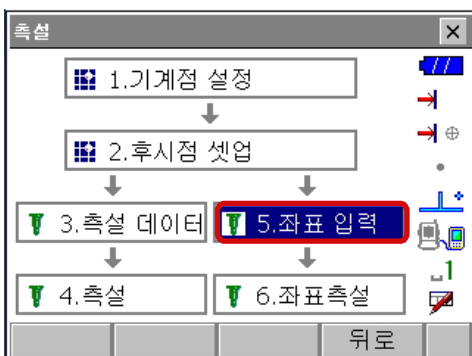 측설
1.기계점 설정
2.후시점 셋업
3.측설 데이터
5.좌표 입력
4.측설
6.좌표측설
1
뒤로